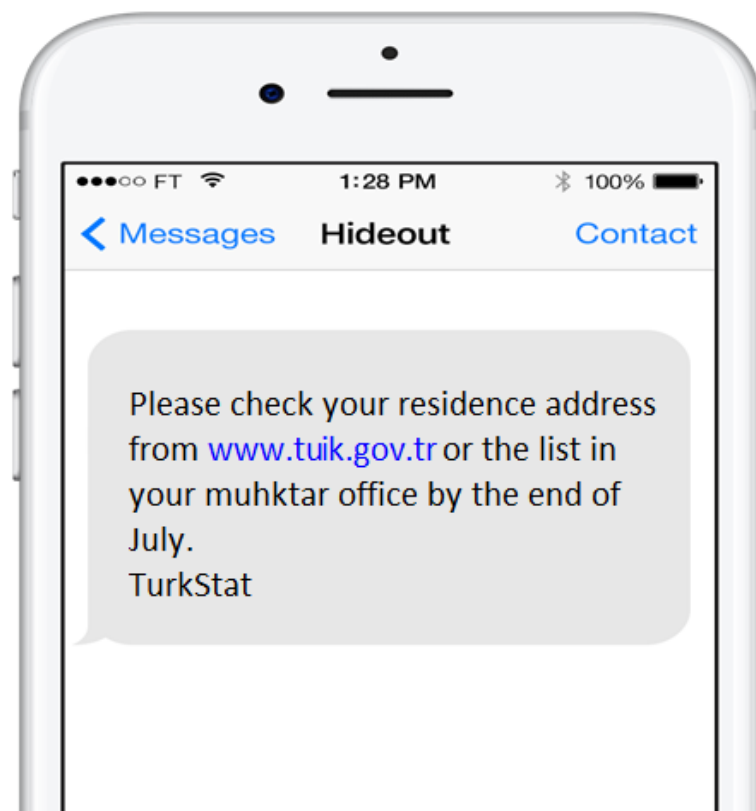 FT 1:28 PM 100%
Messages Hideout Contact
Please check your residence address
from www.tuik.gov.tr or the list in
your muhktar office by the end of
July.
TurkStat